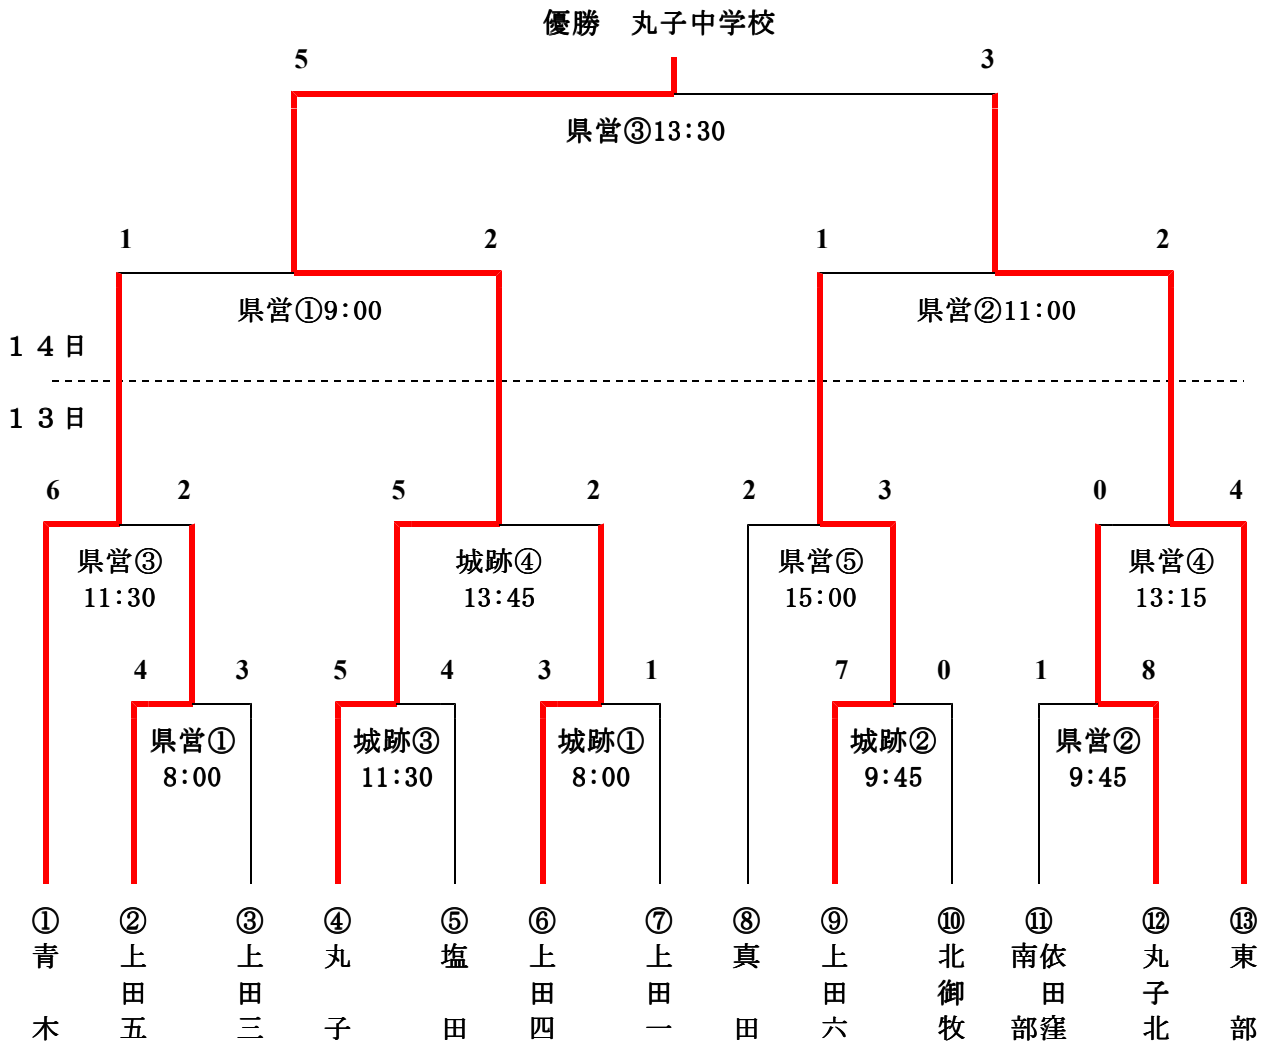 優勝　丸子中学校
5 3
県営③13:30
1 2 1 2
県営①9:00 県営②11:00
１４日
１３日
6 2 5 2 2 3 0 4
県営③ 城跡④ 県営⑤ 県営④
11:30 13:45 15:00 13:15
4 3 5 4 3 1 7 0 1 8
県営① 城跡③ 城跡① 城跡② 県営②
8:00 11:30 8:00 9:45 9:45
① ② ③ ④ ⑤ ⑥ ⑦ ⑧ ⑨ ⑩ ⑪ ⑫ ⑬
青木
上田五
上田三
丸子
塩田
上田四
上田一
真田
上田六
北御牧
依田窪
南部
丸子北
東部